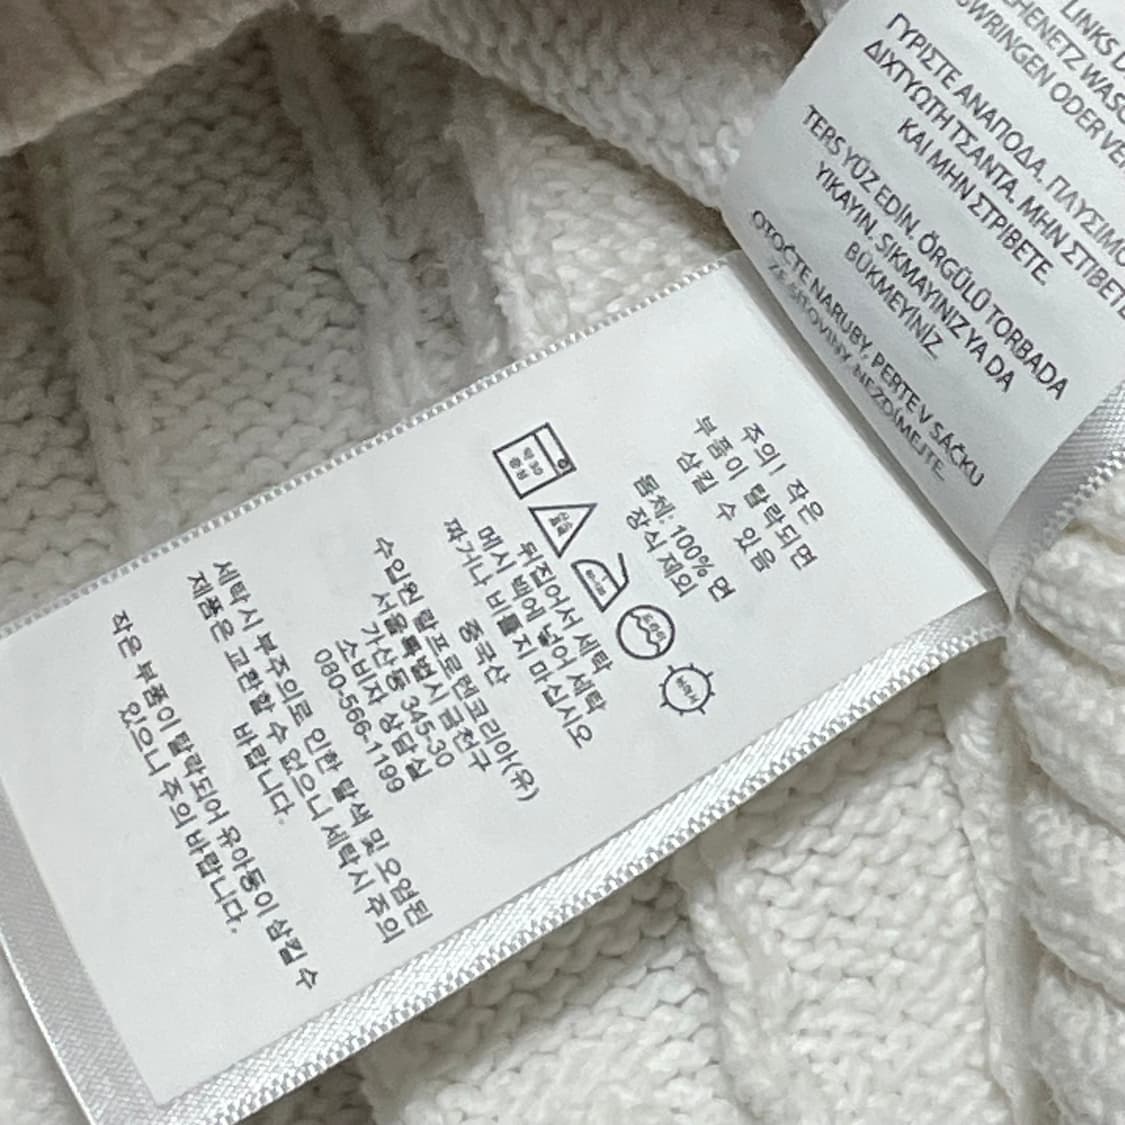 LINKS
WASC
SWRINGEN ODER VE
ΓΥΡΙΣΤΕ ΑΝΑΠΟΔΑ. ΠΛΥΣΙΜΟ
ΔΙΧΤΥΩΤΗ ΤΣΑΝΤΑ. ΜΗΝ ΣΤΙΒΕΤ
ΚΑΙ ΜΗΝ ΣΤΡΙΒΕΤΕ.
TERS YÜZ EDİN. ÖRGÜLÜ TORBADA
YIKAYIN. SIKMAYINIZ YA DA
BÜKMEYİNİZ.
OTOČTE NARUBY, PERTE V SÁČKU
ZE SÍŤOVINY. NEŽDÍMEJTE.
주의! 작은
부품이 탈락되면
삼킬 수 있음
몸체: 100% 면
장식 제외
뒤집어서 세탁
메시 백에 넣어 세탁
짜거나 비틀지 마십시오
중국산
수입원 랄프로렌코리아(유)
서울특별시 금천구
가산동 345-30
소비자 상담실
080-566-1199
세탁시 부주의로 인한 탈색 및 오염된
제품은 교환할 수 없으니 세탁시 주의
바랍니다.
작은 부품이 탈락되어 유아동이 삼킬 수
있으니 주의 바랍니다.